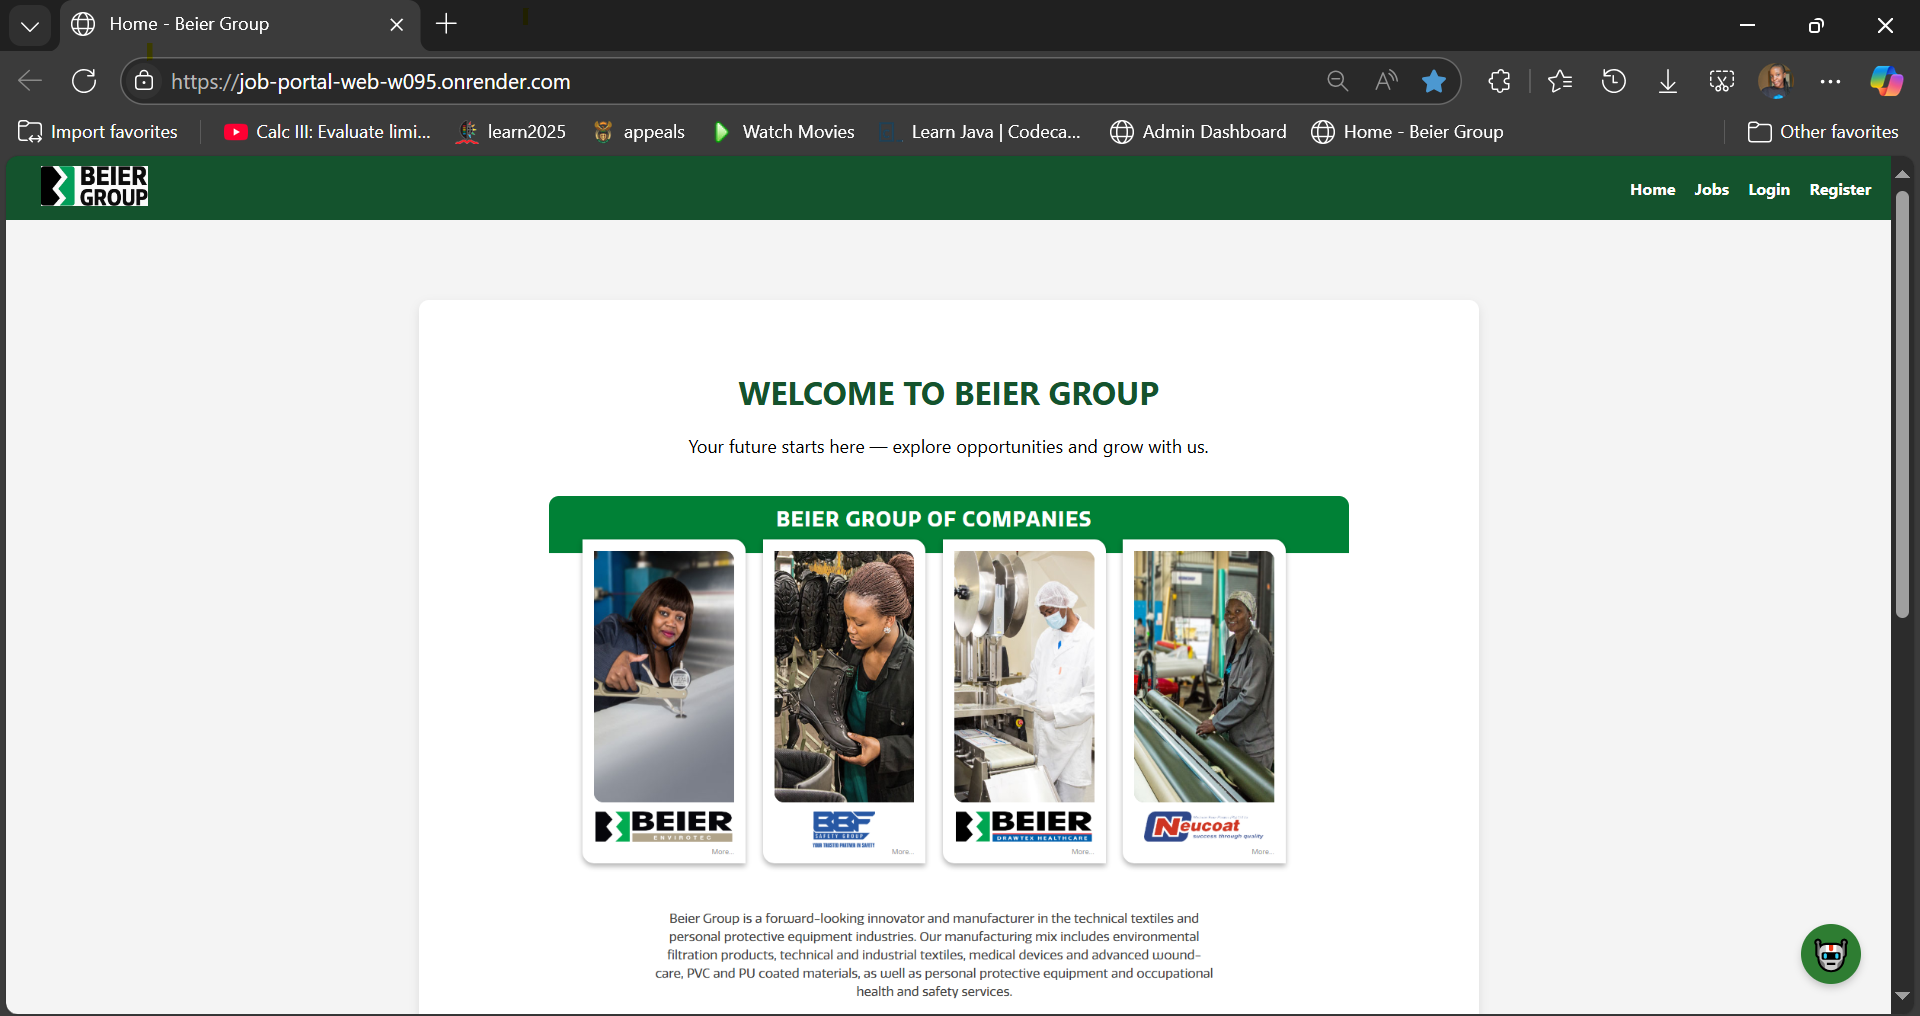 Home - Beier Group
https://job-portal-web-w095.onrender.com
Import favorites
Calc III: Evaluate limi...
learn2025
appeals
Watch Movies
Learn Java | Codeca...
Admin Dashboard
Home - Beier Group
Other favorites
BEIER
GROUP
Home Jobs Login Register
WELCOME TO BEIER GROUP
Your future starts here — explore opportunities and grow with us.
BEIER GROUP OF COMPANIES
BEIER
ENVIROTEC
More...
BBF
SAFETY GROUP
YOUR TRUSTED PARTNER IN SAFETY
More...
BEIER
DRAWTEX HEALTHCARE
More...
Neucoat
success through quality
More...
Beier Group is a forward-looking innovator and manufacturer in the technical textiles and
personal protective equipment industries. Our manufacturing mix includes environmental
filtration products, technical and industrial textiles, medical devices and advanced wound-
care, PVC and PU coated materials, as well as personal protective equipment and occupational
health and safety services.